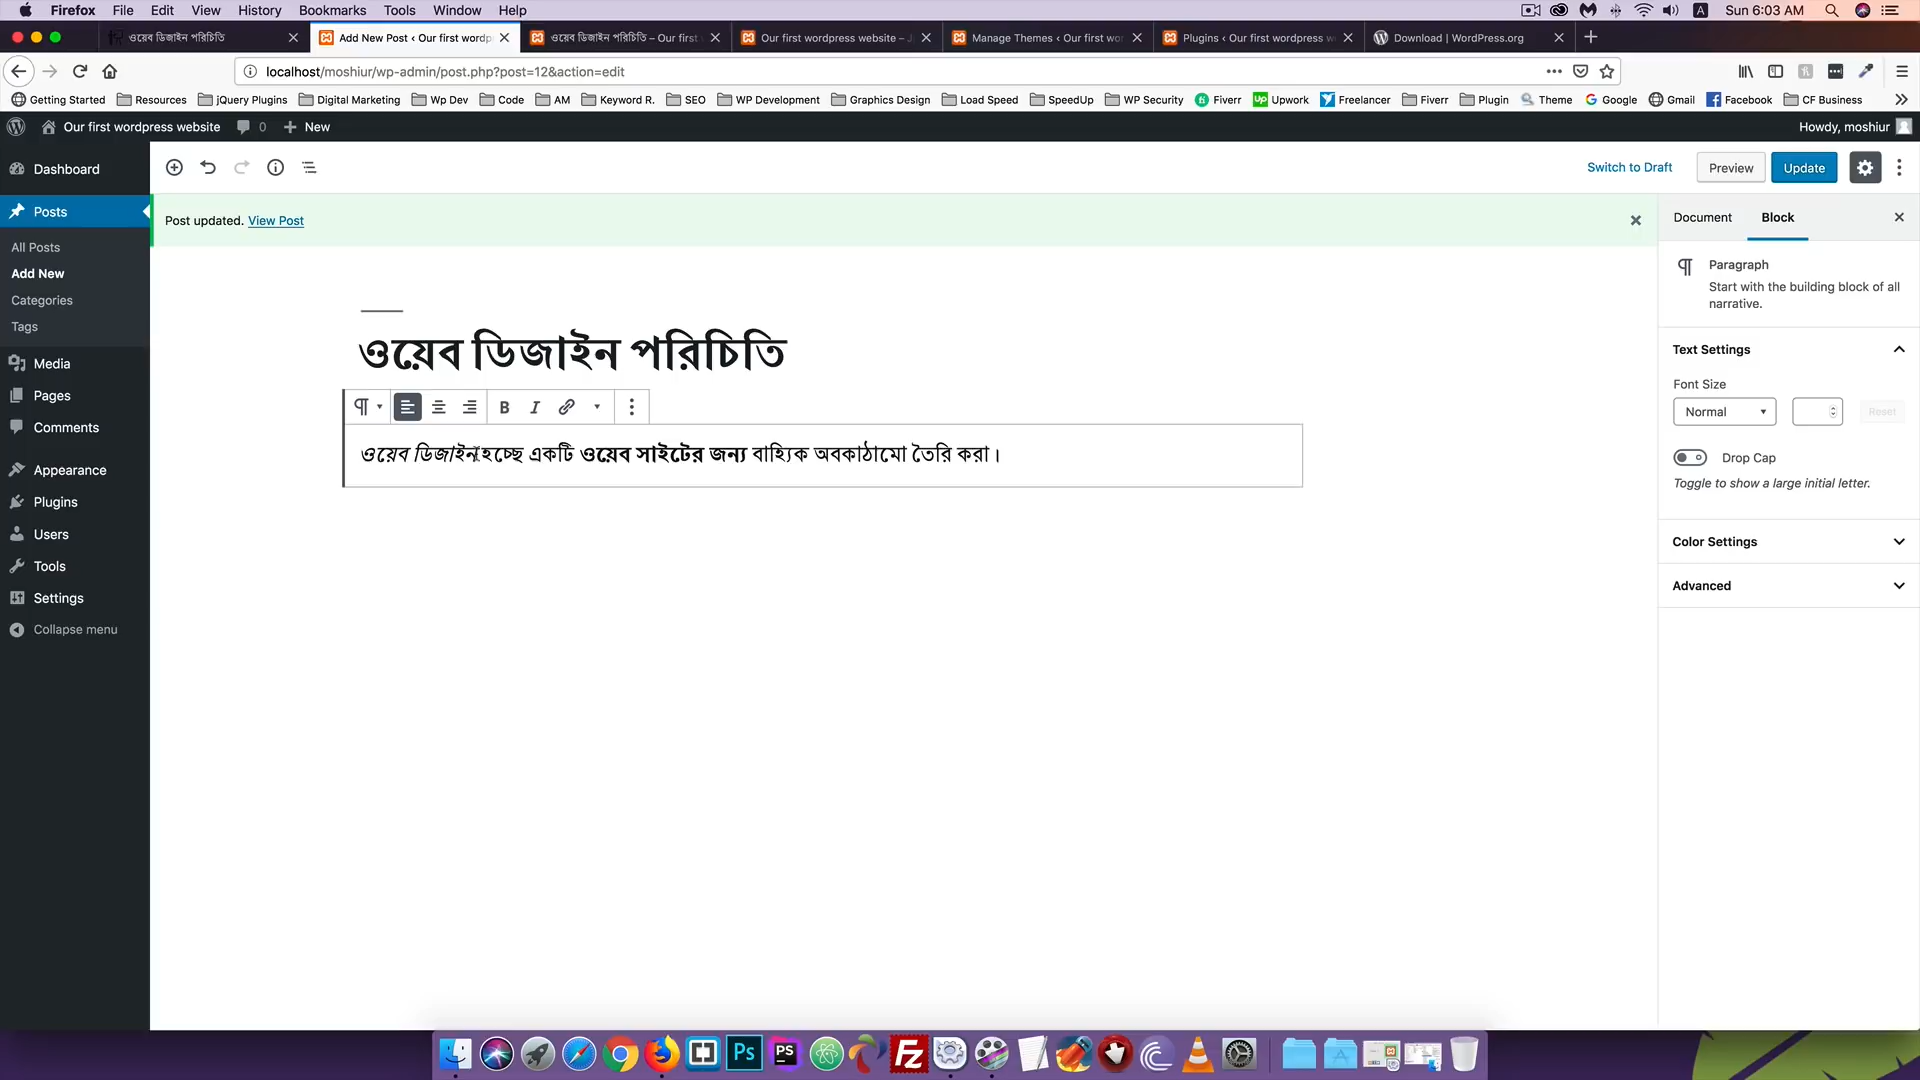 Firefox File Edit View History Bookmarks Tools Window Help Sun 6:03 AM
ওয়েব ডিজাইন পরিচিতি
Add New Post ‹ Our first wordp
ওয়েব ডিজাইন পরিচিতি – Our first
Our first wordpress website –
Manage Themes ‹ Our first wo
Plugins ‹ Our first wordpress w
Download | WordPress.org
localhost/moshiur/wp-admin/post.php?post=12&action=edit
Getting Started Resources jQuery Plugins Digital Marketing Wp Dev Code AM Keyword R. SEO WP Development Graphics Design Load Speed SpeedUp WP Security Fiverr Upwork Freelancer Fiverr Plugin Theme Google Gmail Facebook CF Business
Our first wordpress website 0 New Howdy, moshiur
Dashboard
Posts
All Posts
Add New
Categories
Tags
Media
Pages
Comments
Appearance
Plugins
Users
Tools
Settings
Collapse menu
Switch to Draft Preview Update
Post updated. View Post
ওয়েব ডিজাইন পরিচিতি
B I
ওয়েব ডিজাইন হচ্ছে একটি ওয়েব সাইটের জন্য বাহ্যিক অবকাঠামো তৈরি করা।
Document Block
Paragraph
Start with the building block of all
narrative.
Text Settings
Font Size
Normal Reset
Drop Cap
Toggle to show a large initial letter.
Color Settings
Advanced
Ps PS FZ